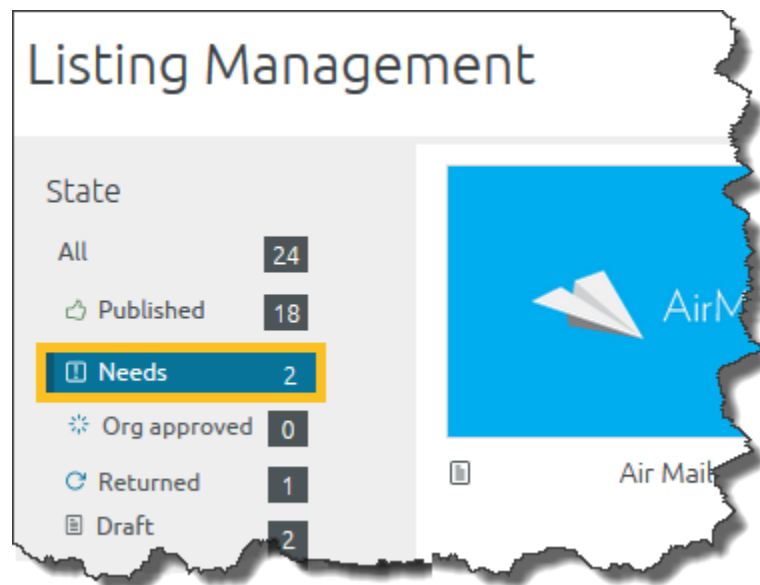 Listing Management
State
All 24
Published 18
Needs 2
Org approved 0
Returned 1
Draft 2
Air Mail